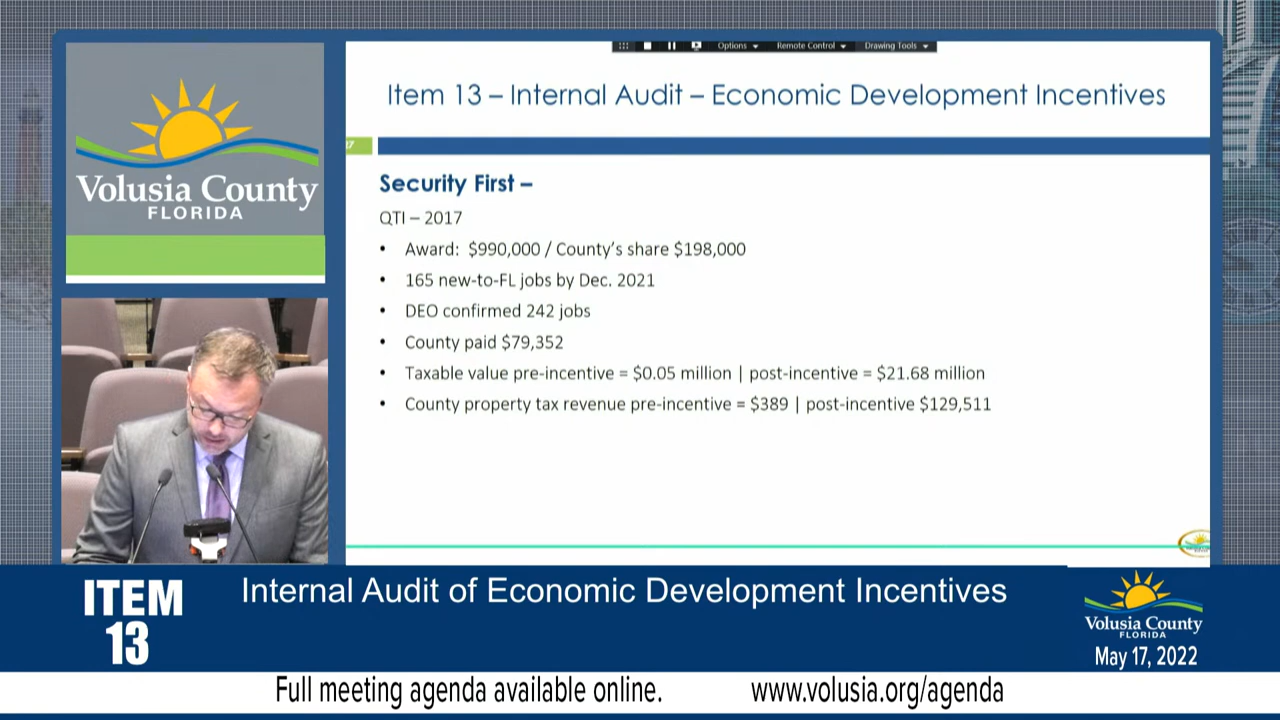 Options
Remote Control
Drawing Tools
Item 13 – Internal Audit – Economic Development Incentives
Volusia County
FLORIDA
Security First –
QTI – 2017
• Award: $990,000 / County's share $198,000
• 165 new-to-FL jobs by Dec. 2021
• DEO confirmed 242 jobs
• County paid $79,352
• Taxable value pre-incentive = $0.05 million | post-incentive = $21.68 million
• County property tax revenue pre-incentive = $389 | post-incentive $129,511
ITEM
13
Internal Audit of Economic Development Incentives
Volusia County
FLORIDA
May 17, 2022
Full meeting agenda available online.
www.volusia.org/agenda